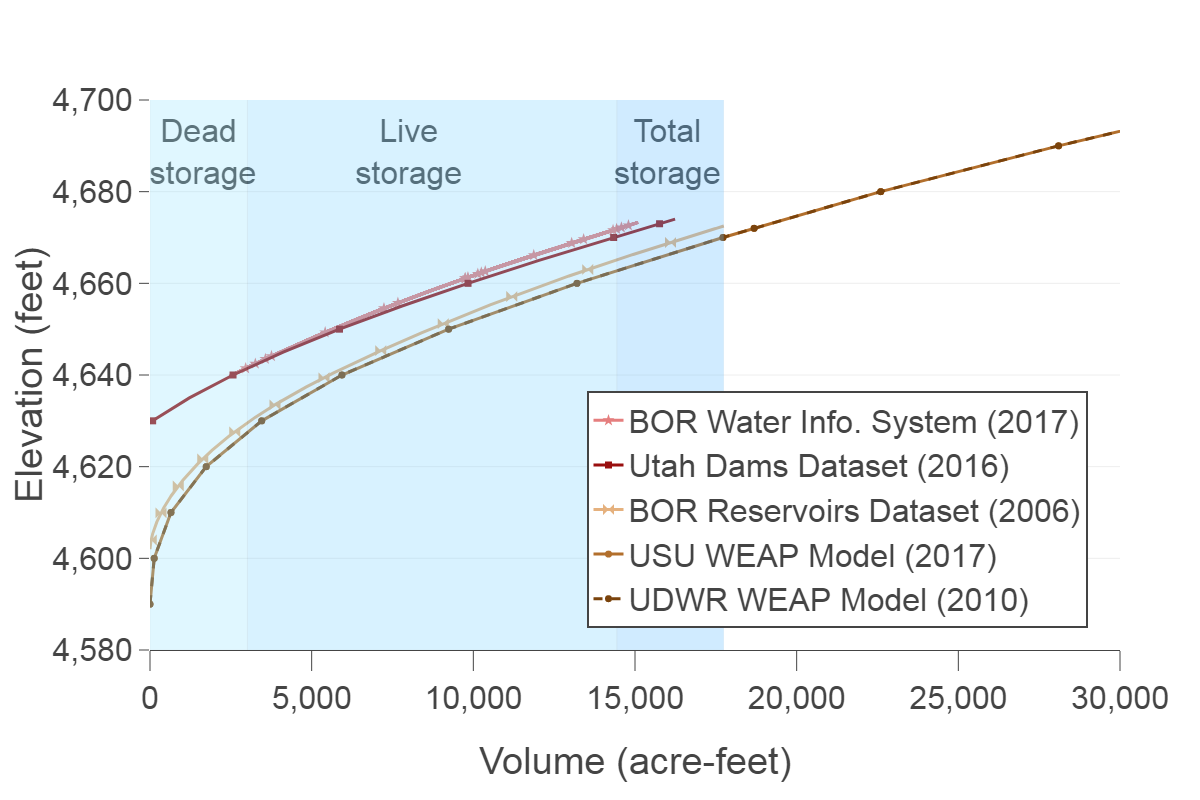 4,700
Dead
storage
Live
storage
Total
storage
4,680
4,660
4,640
4,620
4,600
4,580
Elevation (feet)
BOR Water Info. System (2017)
Utah Dams Dataset (2016)
BOR Reservoirs Dataset (2006)
USU WEAP Model (2017)
UDWR WEAP Model (2010)
0 5,000 10,000 15,000 20,000 25,000 30,000
Volume (acre-feet)